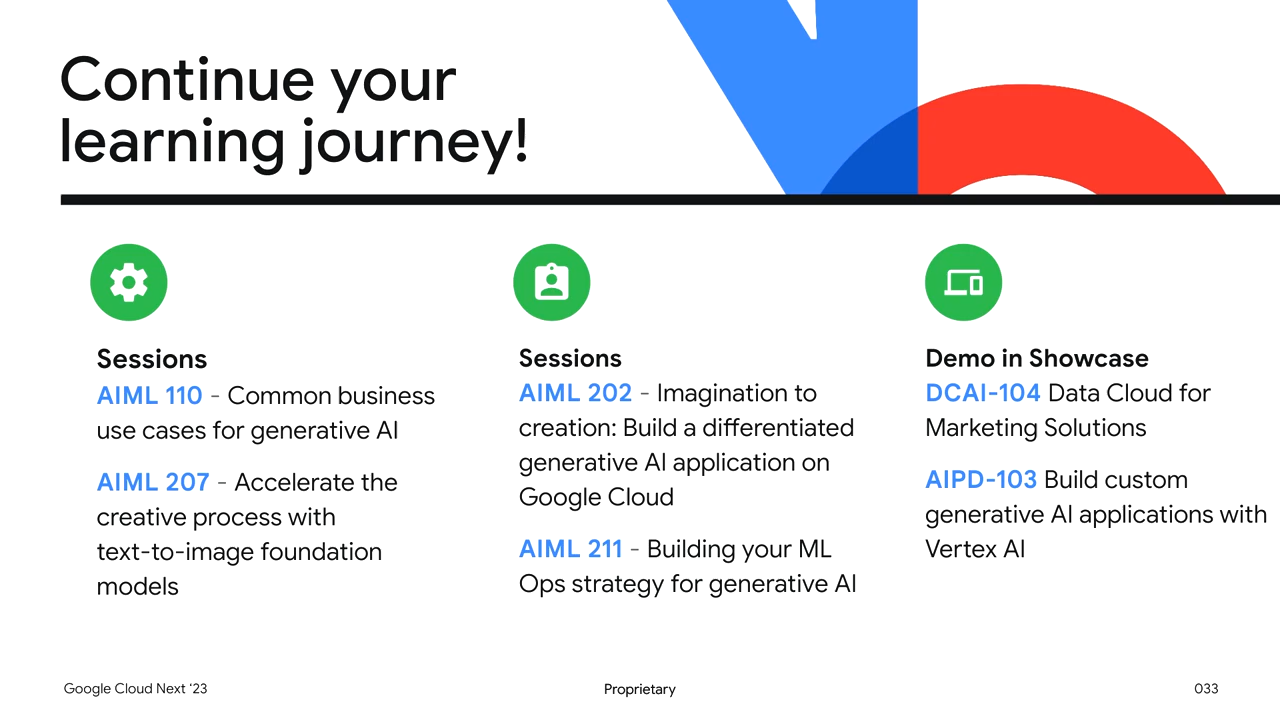 Continue your
learning journey!
Sessions
AIML 110 - Common business
use cases for generative AI
AIML 207 - Accelerate the
creative process with
text-to-image foundation
models
Sessions
AIML 202 - Imagination to
creation: Build a differentiated
generative AI application on
Google Cloud
AIML 211 - Building your ML
Ops strategy for generative AI
Demo in Showcase
DCAI-104 Data Cloud for
Marketing Solutions
AIPD-103 Build custom
generative AI applications with
Vertex AI
Google Cloud Next ‘23
Proprietary
033